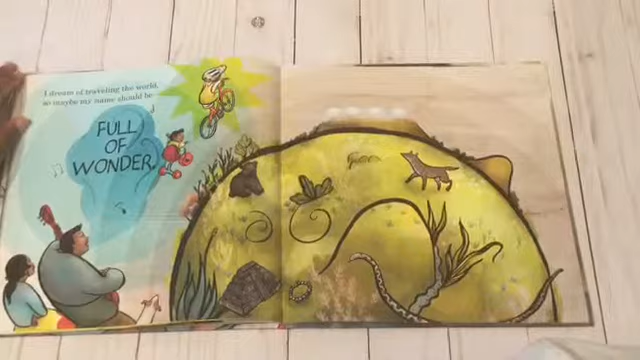 I dream of traveling the world,
so maybe my name should be
FULL
OF
WONDER.